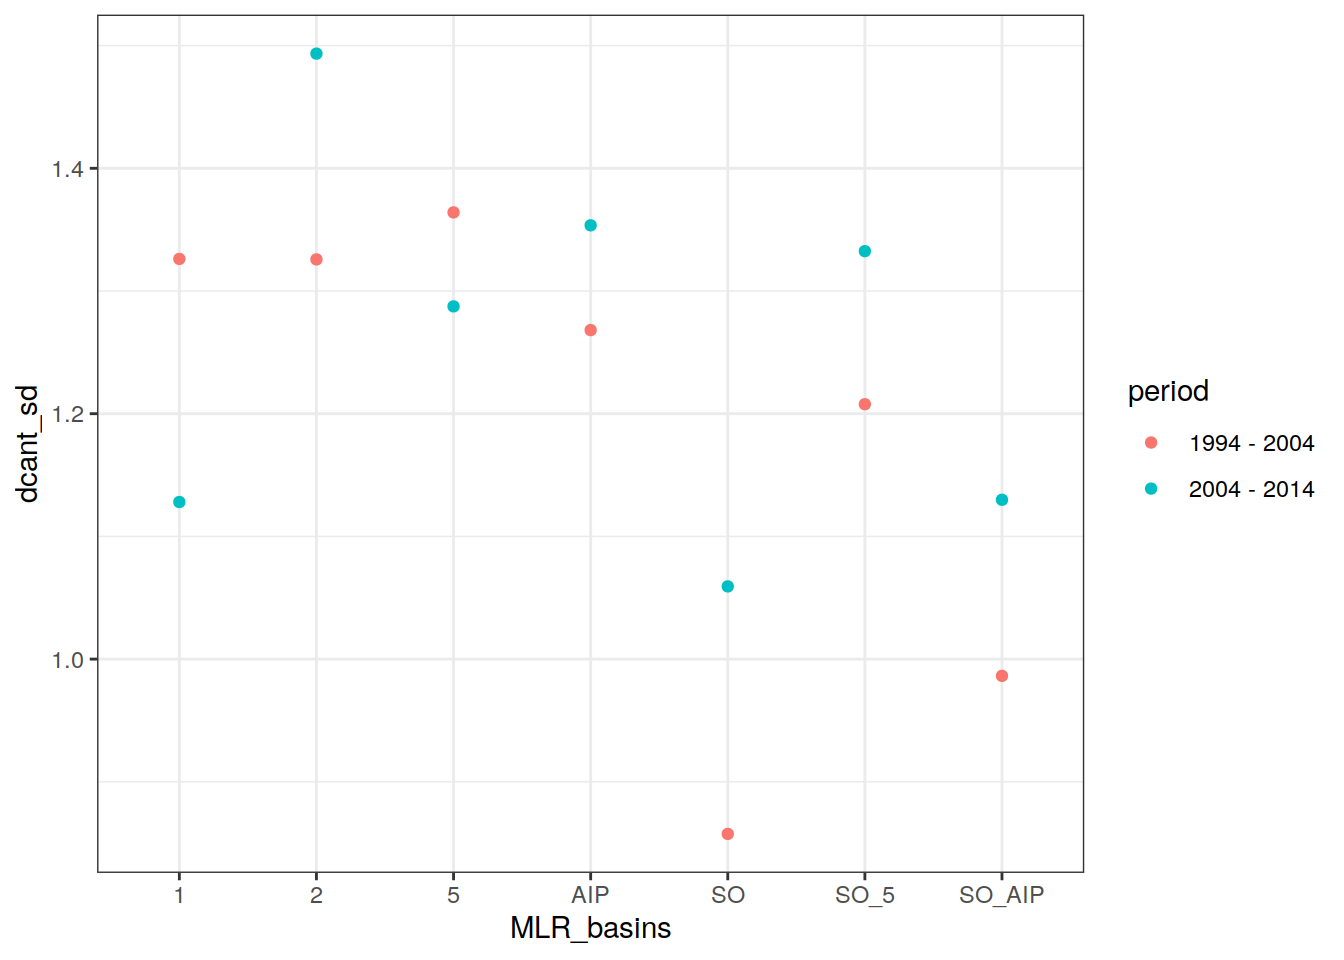 1.4
1.2
1.0
dcant_sd
1 2 5 AIP SO SO_5 SO_AIP
MLR_basins
period
1994 - 2004
2004 - 2014